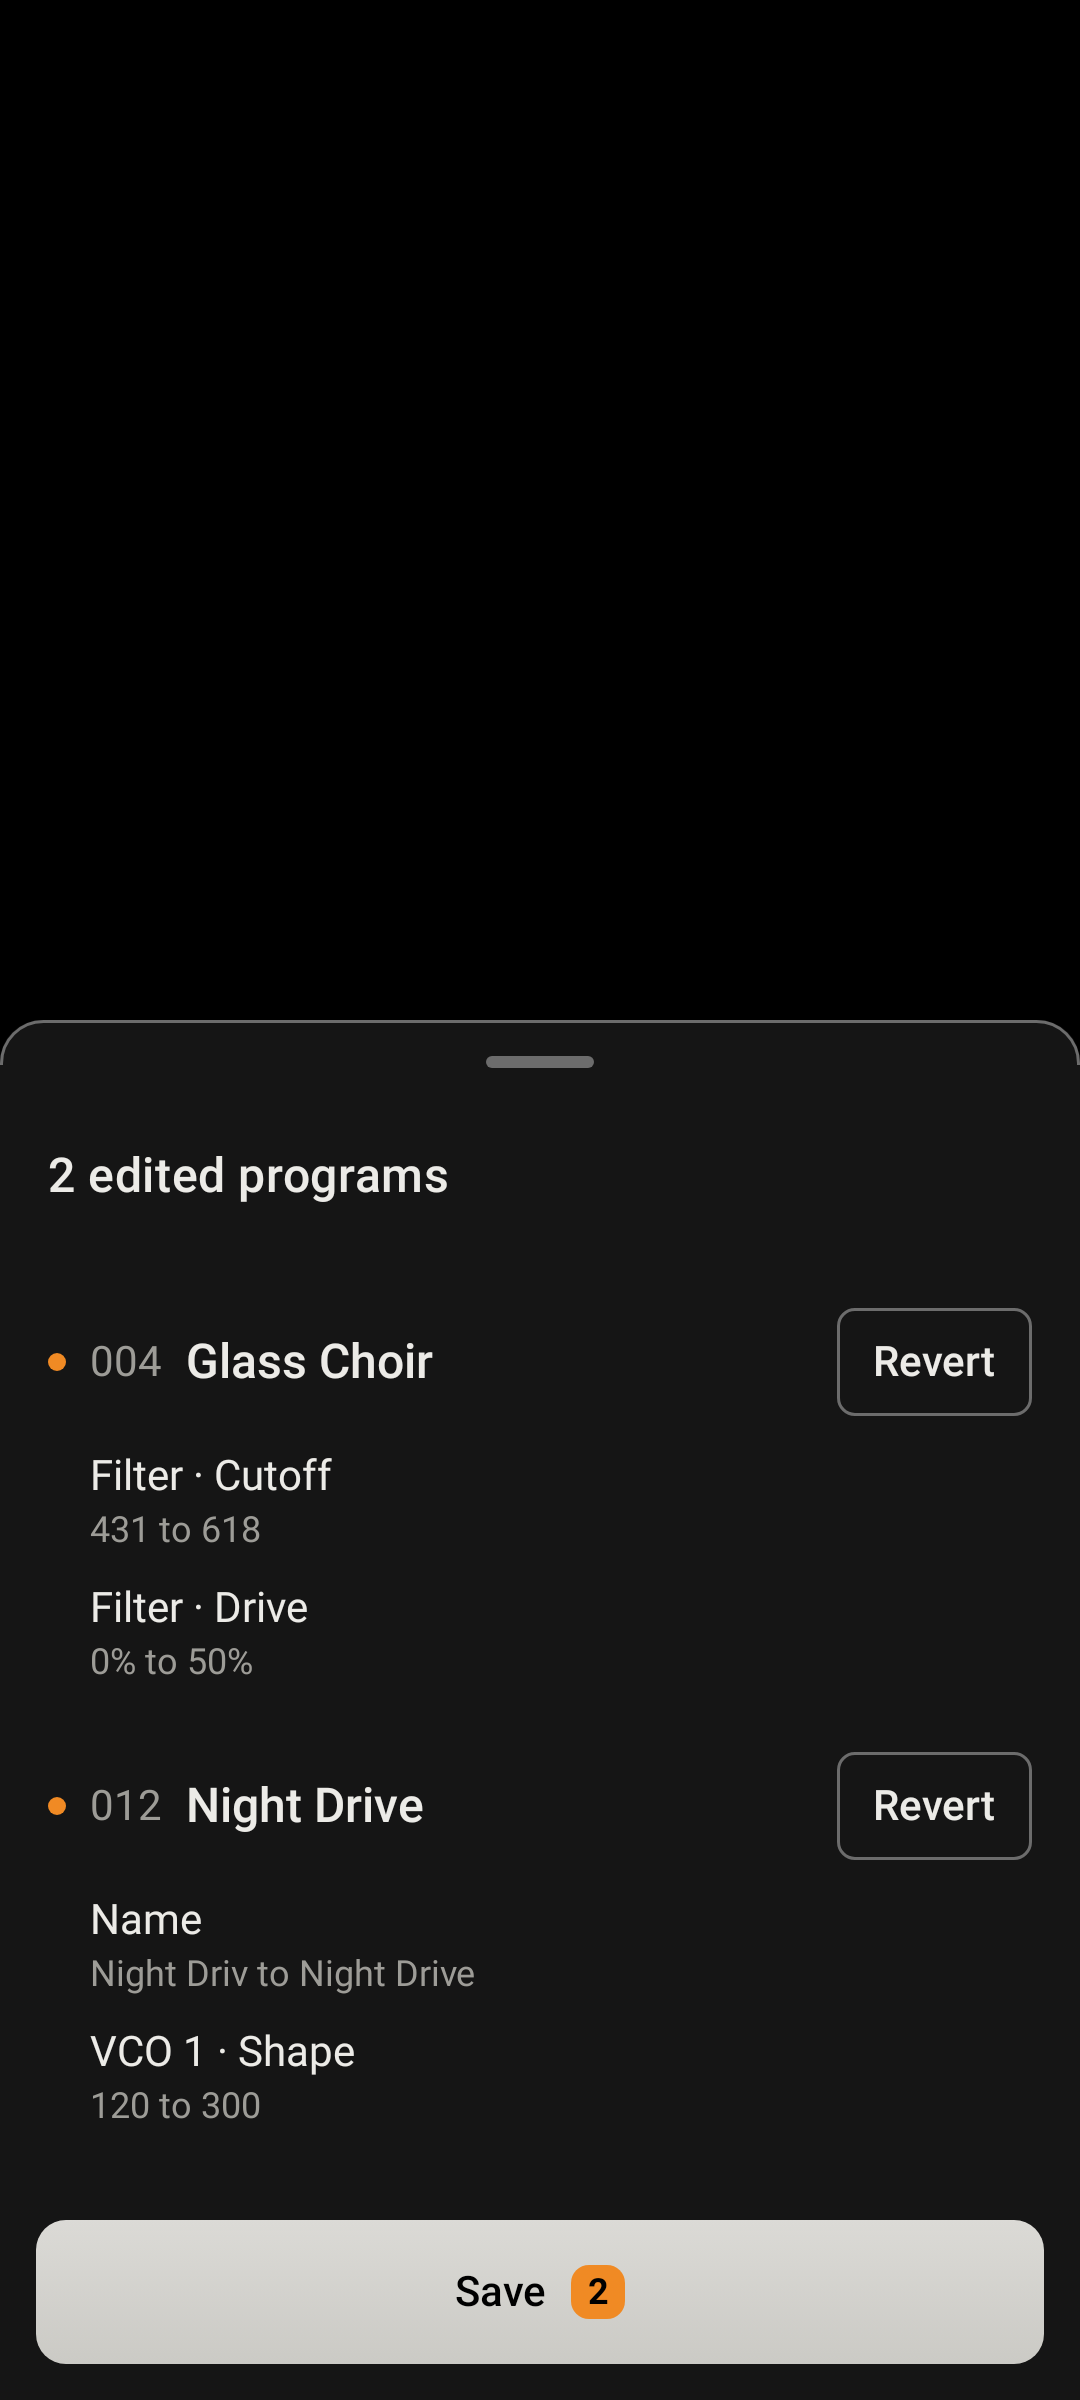 2 edited programs
004 Glass Choir Revert
Filter · Cutoff
431 to 618
Filter · Drive
0% to 50%
012 Night Drive Revert
Name
Night Driv to Night Drive
VCO 1 · Shape
120 to 300
Save 2